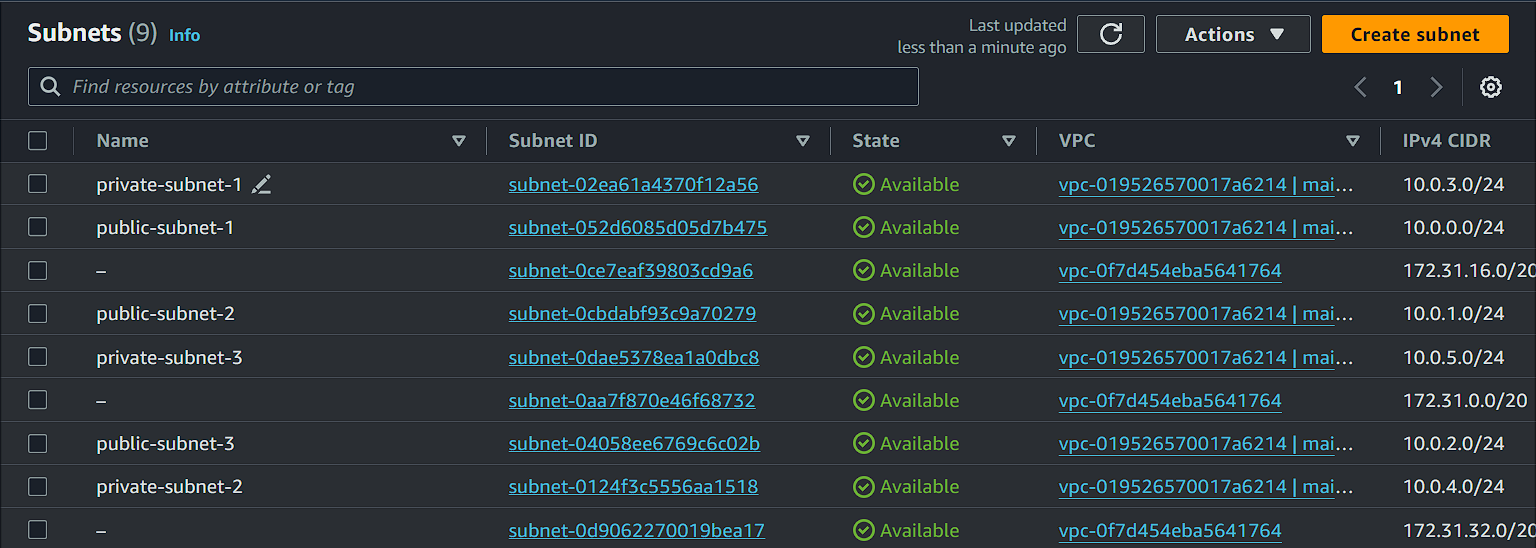 Subnets (9) Info
Last updated
less than a minute ago
Actions
Create subnet
Find resources by attribute or tag
1
Name Subnet ID State VPC IPv4 CIDR
private-subnet-1 subnet-02ea61a4370f12a56 Available vpc-019526570017a6214 | mai... 10.0.3.0/24
public-subnet-1 subnet-052d6085d05d7b475 Available vpc-019526570017a6214 | mai... 10.0.0.0/24
– subnet-0ce7eaf39803cd9a6 Available vpc-0f7d454eba5641764 172.31.16.0/20
public-subnet-2 subnet-0cbdabf93c9a70279 Available vpc-019526570017a6214 | mai... 10.0.1.0/24
private-subnet-3 subnet-0dae5378ea1a0dbc8 Available vpc-019526570017a6214 | mai... 10.0.5.0/24
– subnet-0aa7f870e46f68732 Available vpc-0f7d454eba5641764 172.31.0.0/20
public-subnet-3 subnet-04058ee6769c6c02b Available vpc-019526570017a6214 | mai... 10.0.2.0/24
private-subnet-2 subnet-0124f3c5556aa1518 Available vpc-019526570017a6214 | mai... 10.0.4.0/24
– subnet-0d9062270019bea17 Available vpc-0f7d454eba5641764 172.31.32.0/20